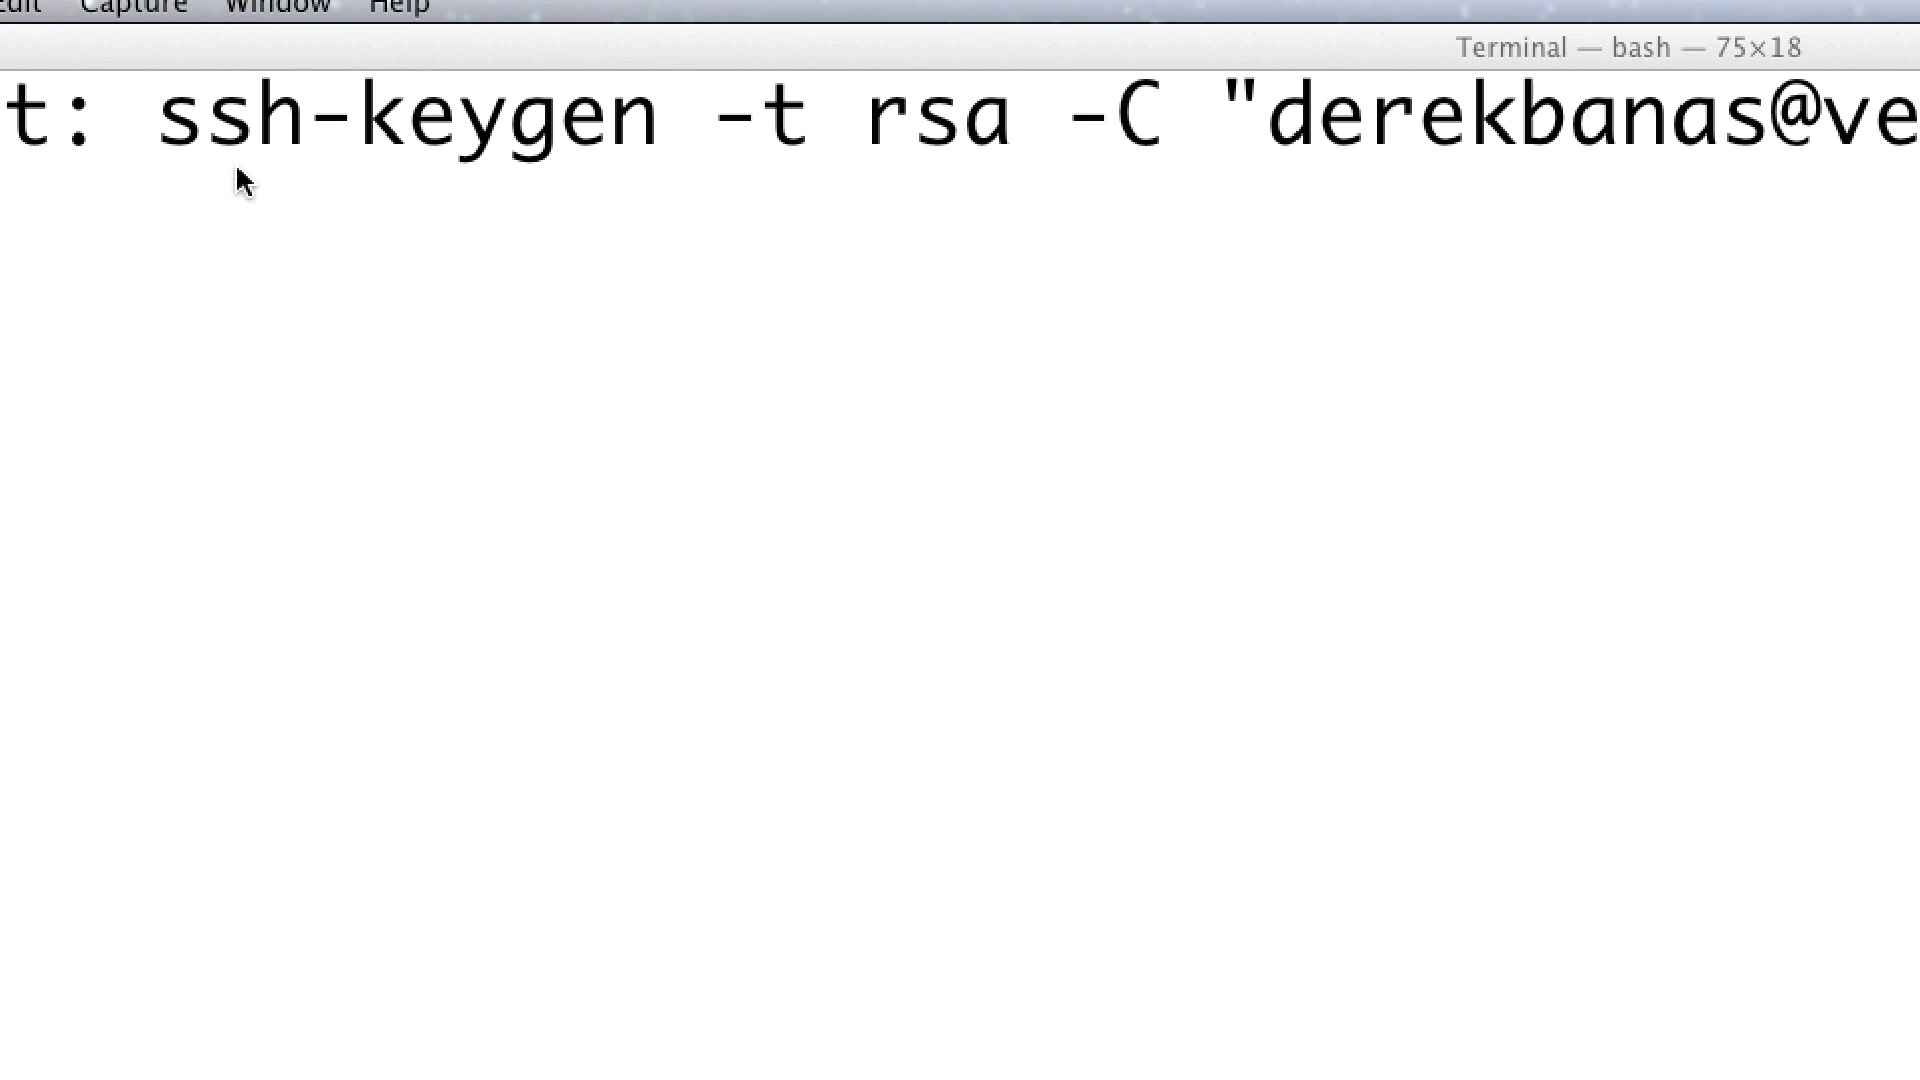 Edit Capture Window Help
Terminal — bash — 75×18
t: ssh-keygen -t rsa -C "derekbanas@ve